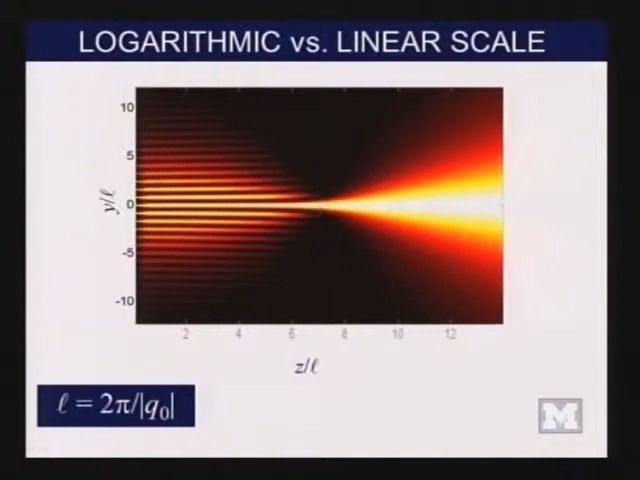 LOGARITHMIC vs. LINEAR SCALE
10
5
0
-5
-10
y/ℓ
2 4 6 8 10 12
z/ℓ
ℓ = 2π/|q₀|
M